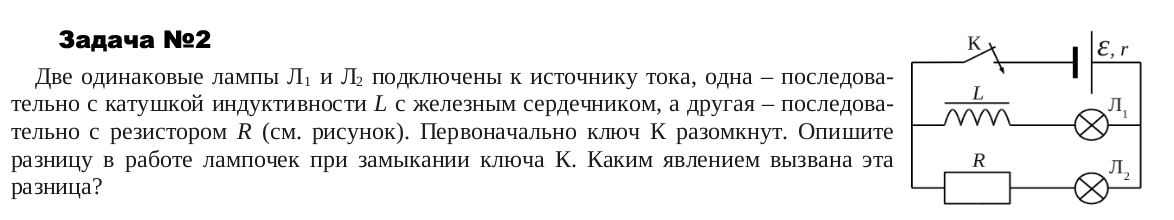 Задача №2
Две одинаковые лампы Л1 и Л2 подключены к источнику тока, одна – последова-
тельно с катушкой индуктивности L с железным сердечником, а другая – последова-
тельно с резистором R (см. рисунок). Первоначально ключ К разомкнут. Опишите
разницу в работе лампочек при замыкании ключа К. Каким явлением вызвана эта
разница?
К
ε, r
L
Л1
R
Л2